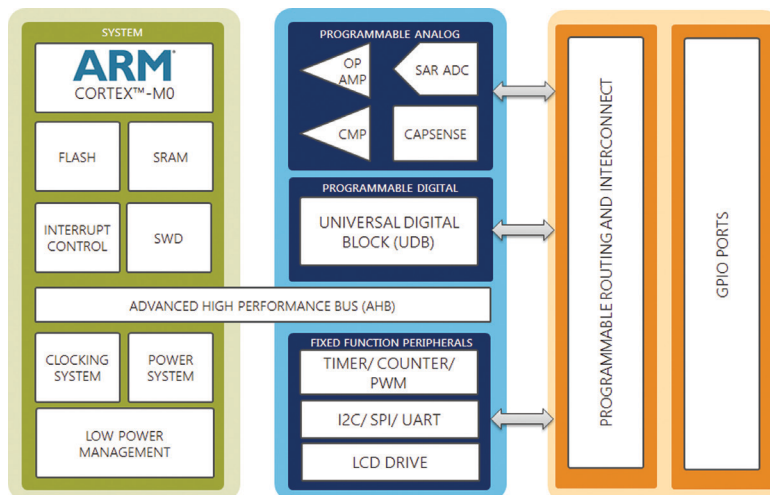 SYSTEM
ARM®
CORTEX™-M0
FLASH
SRAM
INTERRUPT
CONTROL
SWD
ADVANCED HIGH PERFORMANCE BUS (AHB)
CLOCKING
SYSTEM
POWER
SYSTEM
LOW POWER
MANAGEMENT
PROGRAMMABLE ANALOG
OP
AMP
SAR ADC
CMP
CAPSENSE
PROGRAMMABLE DIGITAL
UNIVERSAL DIGITAL
BLOCK (UDB)
FIXED FUNCTION PERIPHERALS
TIMER/ COUNTER/
PWM
I2C/ SPI/ UART
LCD DRIVE
PROGRAMMABLE ROUTING AND INTERCONNECT
GPIO PORTS